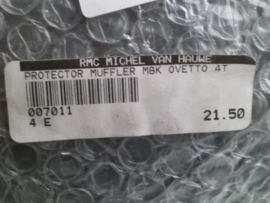 RMC MICHEL VAN HAUWE
PROTECTOR MUFFLER MBK OVETTO 4T
007011
4 E 21.50